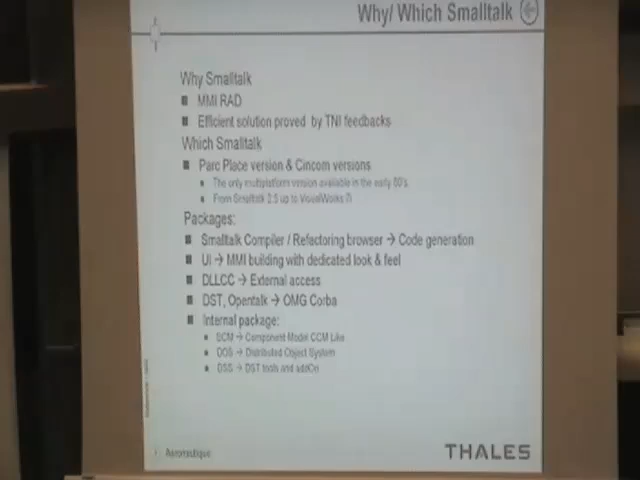 Why/ Which Smalltalk
Why Smalltalk
MMI RAD
Efficient solution proved by TNI feedbacks
Which Smalltalk
Parc Place version & Cincom versions
The only multiplatform version available in the early 90's.
From Smalltalk 2.5 up to VisualWorks
Packages:
Smalltalk Compiler / Refactoring browser → Code generation
UI → MMI building with dedicated look & feel
DLLCC → External access
DST, Opentalk → OMG Corba
Internal package:
→ Component Model CCM Like
DOS → Distributed Object System
→ DST tools and addOn
Aeronautique
THALES